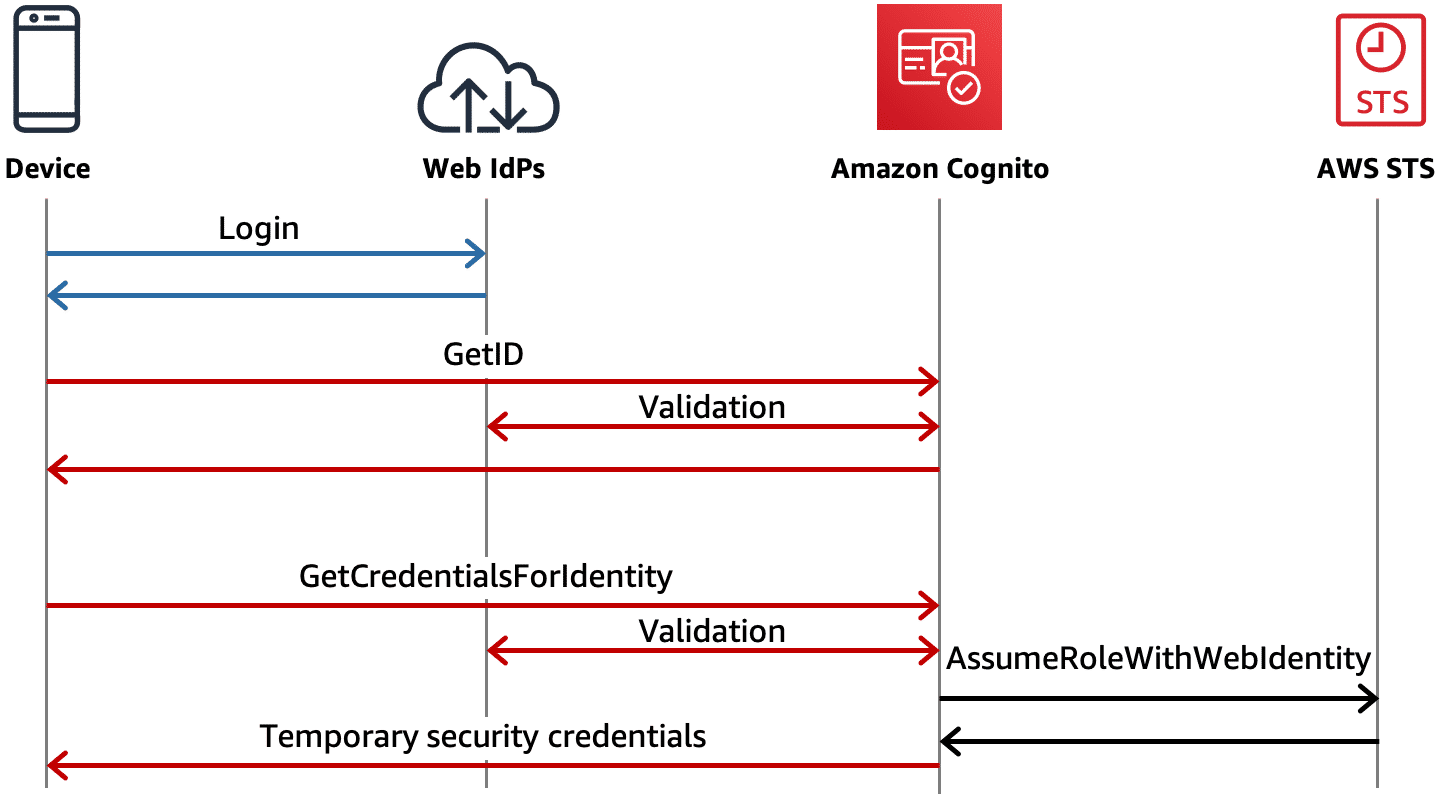 STS
Device
Web IdPs
Amazon Cognito
AWS STS
Login
GetID
Validation
GetCredentialsForIdentity
Validation
AssumeRoleWithWebIdentity
Temporary security credentials